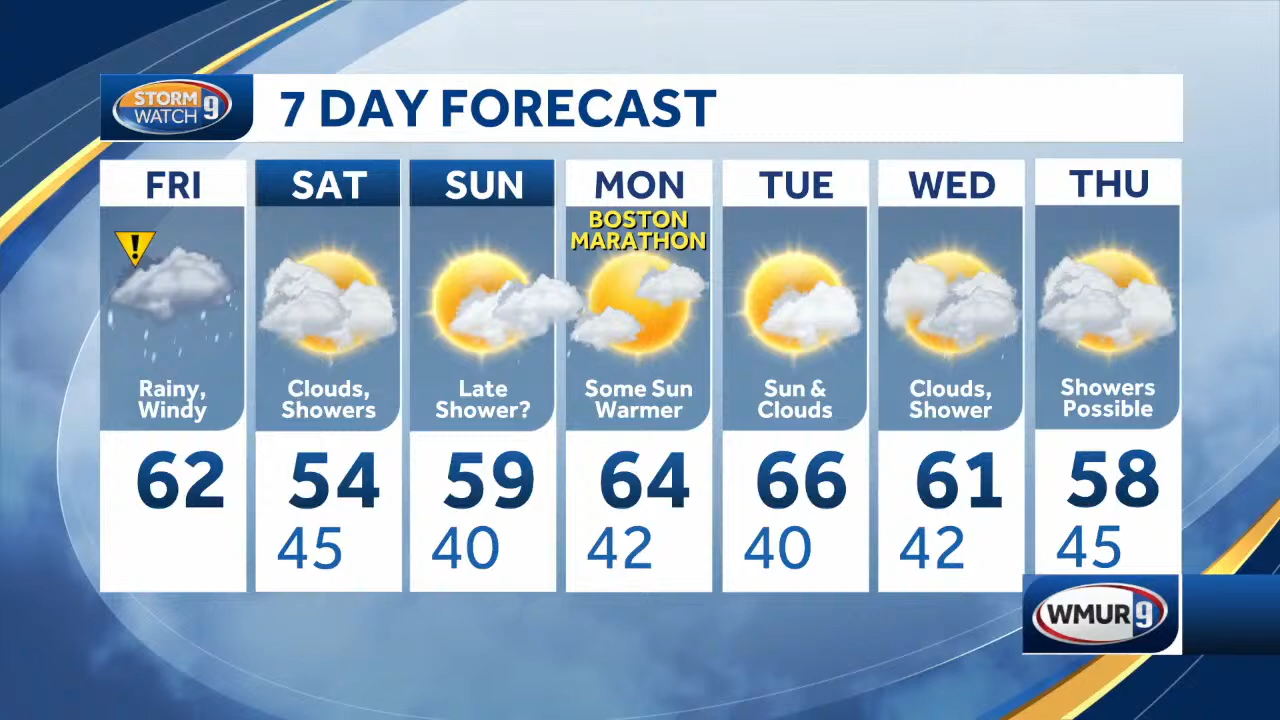 STORM
WATCH 9
7 DAY FORECAST
FRI
SAT
SUN
MON
TUE
WED
THU
BOSTON
MARATHON
!
Rainy,
Windy
Clouds,
Showers
Late
Shower?
Some Sun
Warmer
Sun &
Clouds
Clouds,
Shower
Showers
Possible
62
54
59
64
66
61
58
45
40
42
40
42
45
WMUR 9